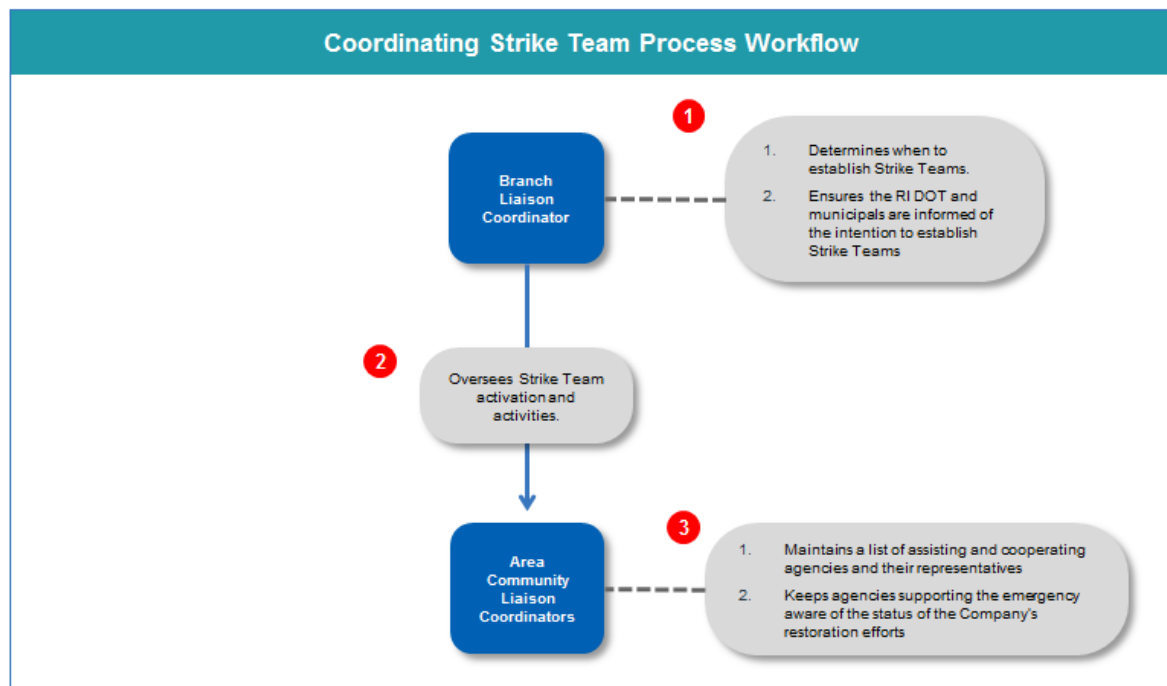 Coordinating Strike Team Process Workflow
1
Branch
Liaison
Coordinator
1. Determines when to
establish Strike Teams.
2. Ensures the RI DOT and
municipals are informed of
the intention to establish
Strike Teams
2
Oversees Strike Team
activation and
activities.
3
Area
Community
Liaison
Coordinators
1. Maintains a list of assisting and cooperating
agencies and their representatives
2. Keeps agencies supporting the emergency
aware of the status of the Company's
restoration efforts